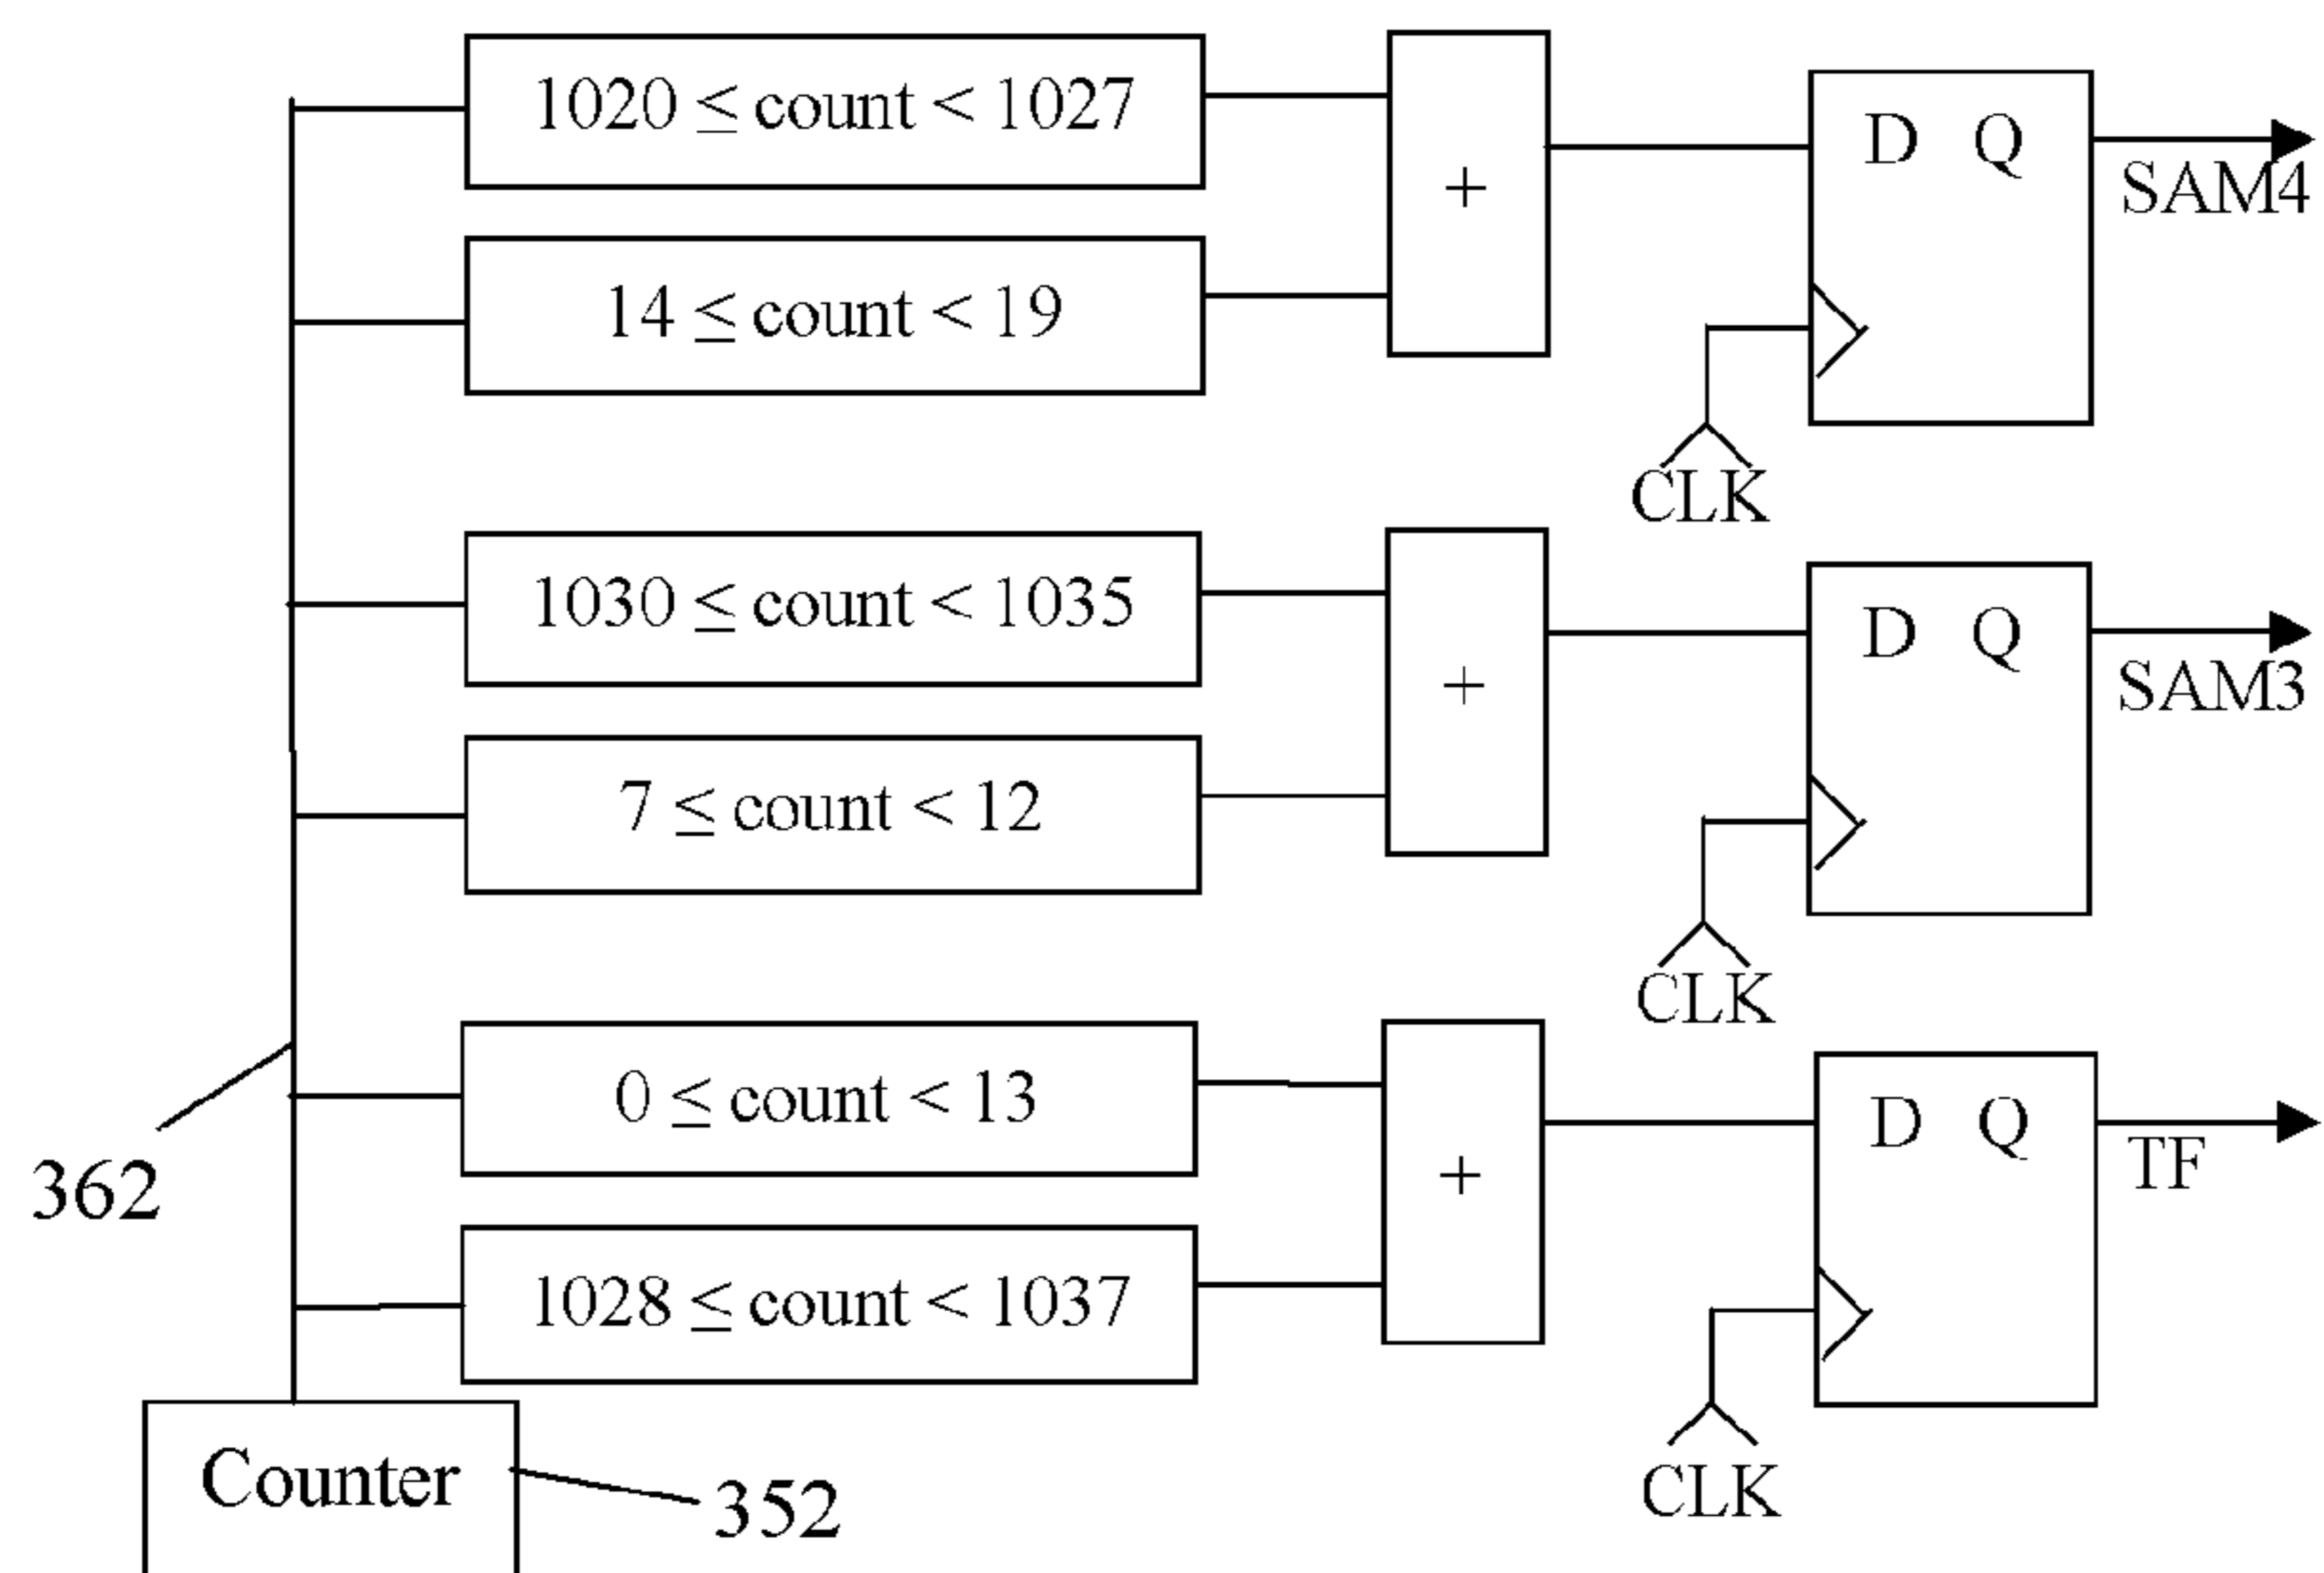 1020 ≤ count < 1027
+
D Q
SAM4
14 ≤ count < 19
CLK
1030 ≤ count < 1035
+
D Q
SAM3
7 ≤ count < 12
CLK
0 ≤ count < 13
+
D Q
TF
362
1028 ≤ count < 1037
CLK
Counter
352